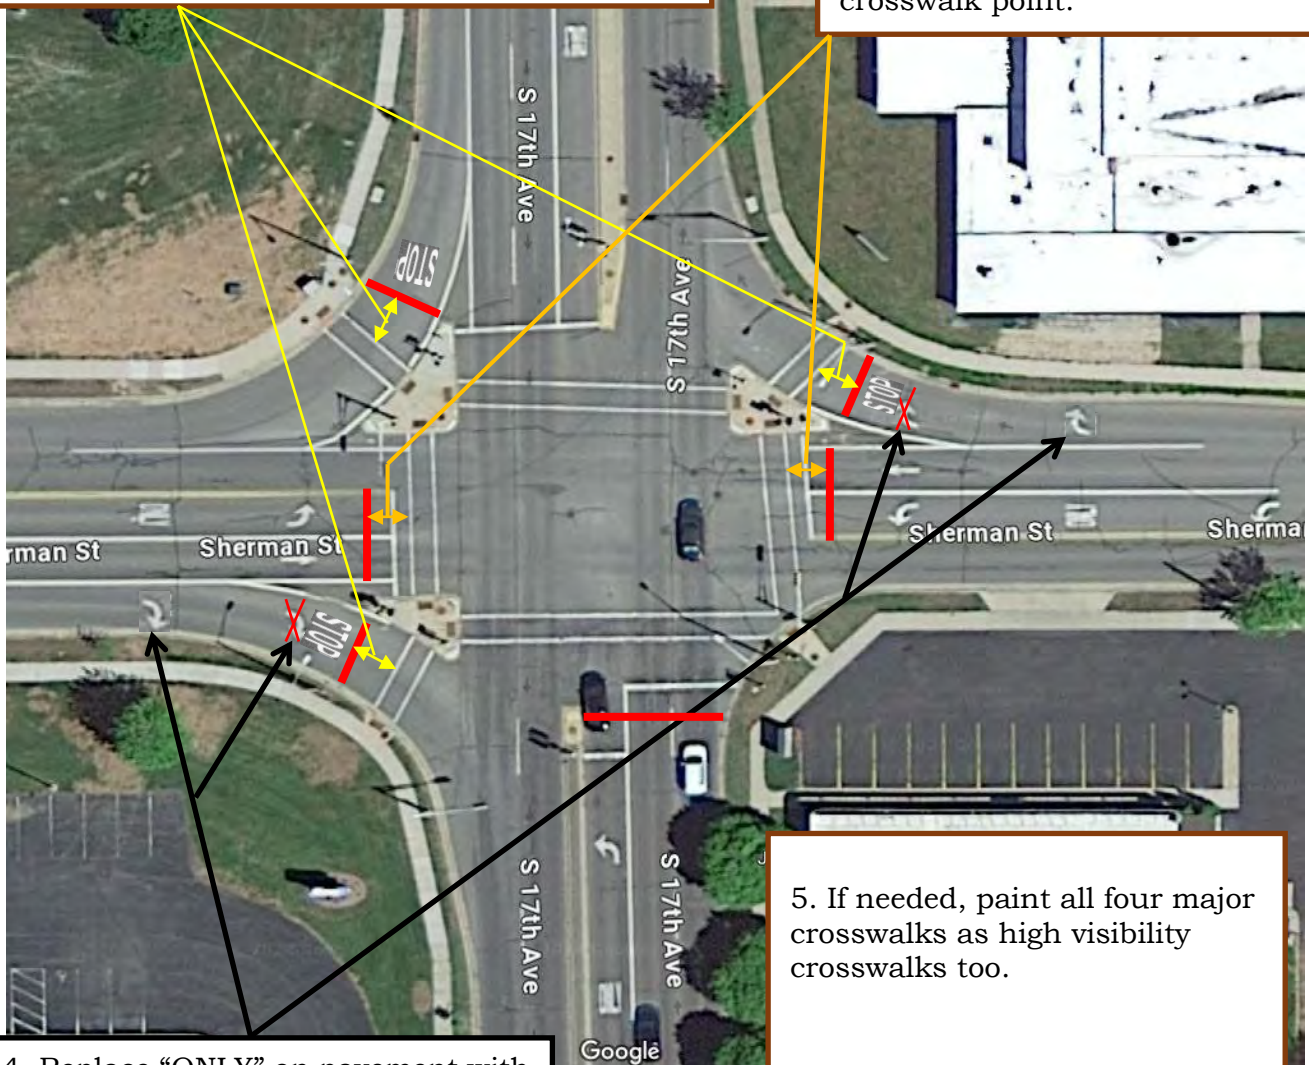 crosswalk point.
S 17th Ave
S 17th Ave
STOP
STOP
Sherman St
Sherman St
Sherma
rman St
STOP
S 17th Ave
S 17th Ave
5. If needed, paint all four major
crosswalks as high visibility
crosswalks too.
Google
4. Replace “ONLY” on pavement with